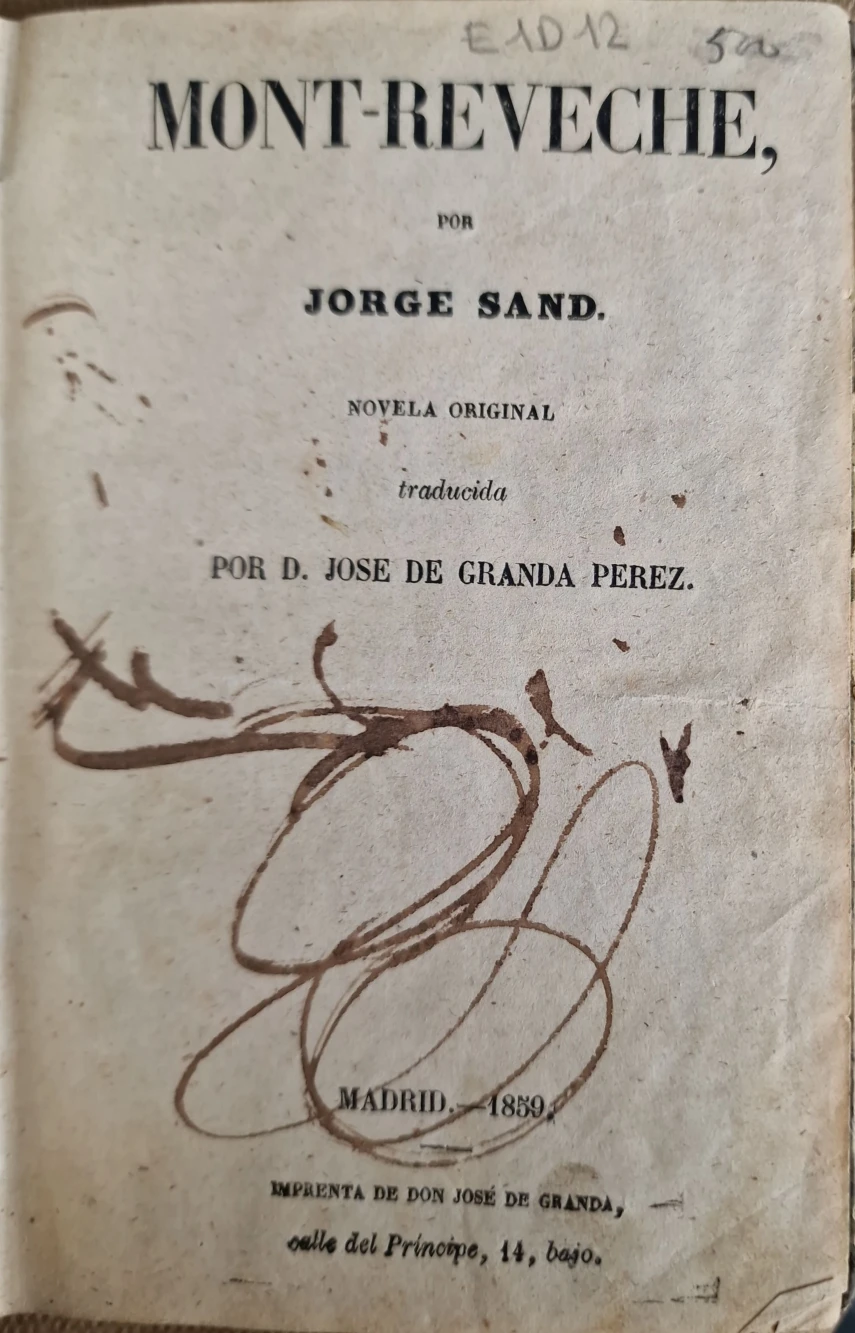 E1D12
MONT-REVECHE,
POR
JORGE SAND.
NOVELA ORIGINAL
traducida
POR D. JOSE DE GRANDA PEREZ.
MADRID.—1859.
IMPRENTA DE DON JOSÉ DE GRANDA,
calle del Príncipe, 14, bajo.